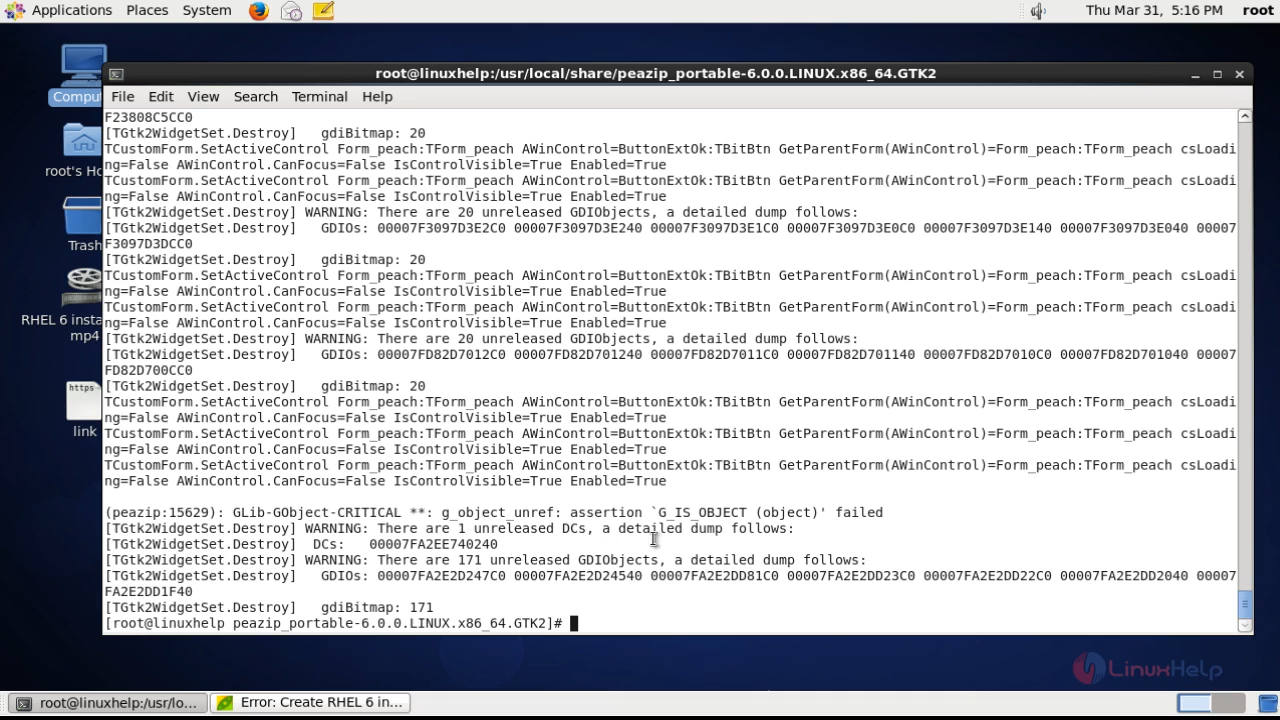 Applications Places System Thu Mar 31, 5:16 PM root
root@linuxhelp:/usr/local/share/peazip_portable-6.0.0.LINUX.x86_64.GTK2
File Edit View Search Terminal Help
Compu
root's Ho
Trash
RHEL 6 insta
mp4
https-
link
F23808C5CC0
[TGtk2WidgetSet.Destroy]   gdiBitmap: 20
TCustomForm.SetActiveControl Form_peach:TForm_peach AWinControl=ButtonExtOk:TBitBtn GetParentForm(AWinControl)=Form_peach:TForm_peach csLoadi
ng=False AWinControl.CanFocus=False IsControlVisible=True Enabled=True
TCustomForm.SetActiveControl Form_peach:TForm_peach AWinControl=ButtonExtOk:TBitBtn GetParentForm(AWinControl)=Form_peach:TForm_peach csLoadi
ng=False AWinControl.CanFocus=False IsControlVisible=True Enabled=True
[TGtk2WidgetSet.Destroy] WARNING: There are 20 unreleased GDIObjects, a detailed dump follows:
[TGtk2WidgetSet.Destroy]   GDIOs: 00007F3097D3E2C0 00007F3097D3E240 00007F3097D3E1C0 00007F3097D3E0C0 00007F3097D3E140 00007F3097D3E040 00007
F3097D3DCC0
[TGtk2WidgetSet.Destroy]   gdiBitmap: 20
TCustomForm.SetActiveControl Form_peach:TForm_peach AWinControl=ButtonExtOk:TBitBtn GetParentForm(AWinControl)=Form_peach:TForm_peach csLoadi
ng=False AWinControl.CanFocus=False IsControlVisible=True Enabled=True
TCustomForm.SetActiveControl Form_peach:TForm_peach AWinControl=ButtonExtOk:TBitBtn GetParentForm(AWinControl)=Form_peach:TForm_peach csLoadi
ng=False AWinControl.CanFocus=False IsControlVisible=True Enabled=True
[TGtk2WidgetSet.Destroy] WARNING: There are 20 unreleased GDIObjects, a detailed dump follows:
[TGtk2WidgetSet.Destroy]   GDIOs: 00007FD82D7012C0 00007FD82D701240 00007FD82D7011C0 00007FD82D701140 00007FD82D7010C0 00007FD82D701040 00007
FD82D700CC0
[TGtk2WidgetSet.Destroy]   gdiBitmap: 20
TCustomForm.SetActiveControl Form_peach:TForm_peach AWinControl=ButtonExtOk:TBitBtn GetParentForm(AWinControl)=Form_peach:TForm_peach csLoadi
ng=False AWinControl.CanFocus=False IsControlVisible=True Enabled=True
TCustomForm.SetActiveControl Form_peach:TForm_peach AWinControl=ButtonExtOk:TBitBtn GetParentForm(AWinControl)=Form_peach:TForm_peach csLoadi
ng=False AWinControl.CanFocus=False IsControlVisible=True Enabled=True
TCustomForm.SetActiveControl Form_peach:TForm_peach AWinControl=ButtonExtOk:TBitBtn GetParentForm(AWinControl)=Form_peach:TForm_peach csLoadi
ng=False AWinControl.CanFocus=False IsControlVisible=True Enabled=True
(peazip:15629): GLib-GObject-CRITICAL **: g_object_unref: assertion `G_IS_OBJECT (object)' failed
[TGtk2WidgetSet.Destroy] WARNING: There are 1 unreleased DCs, a detailed dump follows:
[TGtk2WidgetSet.Destroy]  DCs:   00007FA2EE740240
[TGtk2WidgetSet.Destroy] WARNING: There are 171 unreleased GDIObjects, a detailed dump follows:
[TGtk2WidgetSet.Destroy]   GDIOs: 00007FA2E2D247C0 00007FA2E2D24540 00007FA2E2DD81C0 00007FA2E2DD23C0 00007FA2E2DD22C0 00007FA2E2DD2040 00007
FA2E2DD1F40
[TGtk2WidgetSet.Destroy]   gdiBitmap: 171
[root@linuxhelp peazip_portable-6.0.0.LINUX.x86_64.GTK2]#
LinuxHelp
root@linuxhelp:/usr/lo... Error: Create RHEL 6 in...